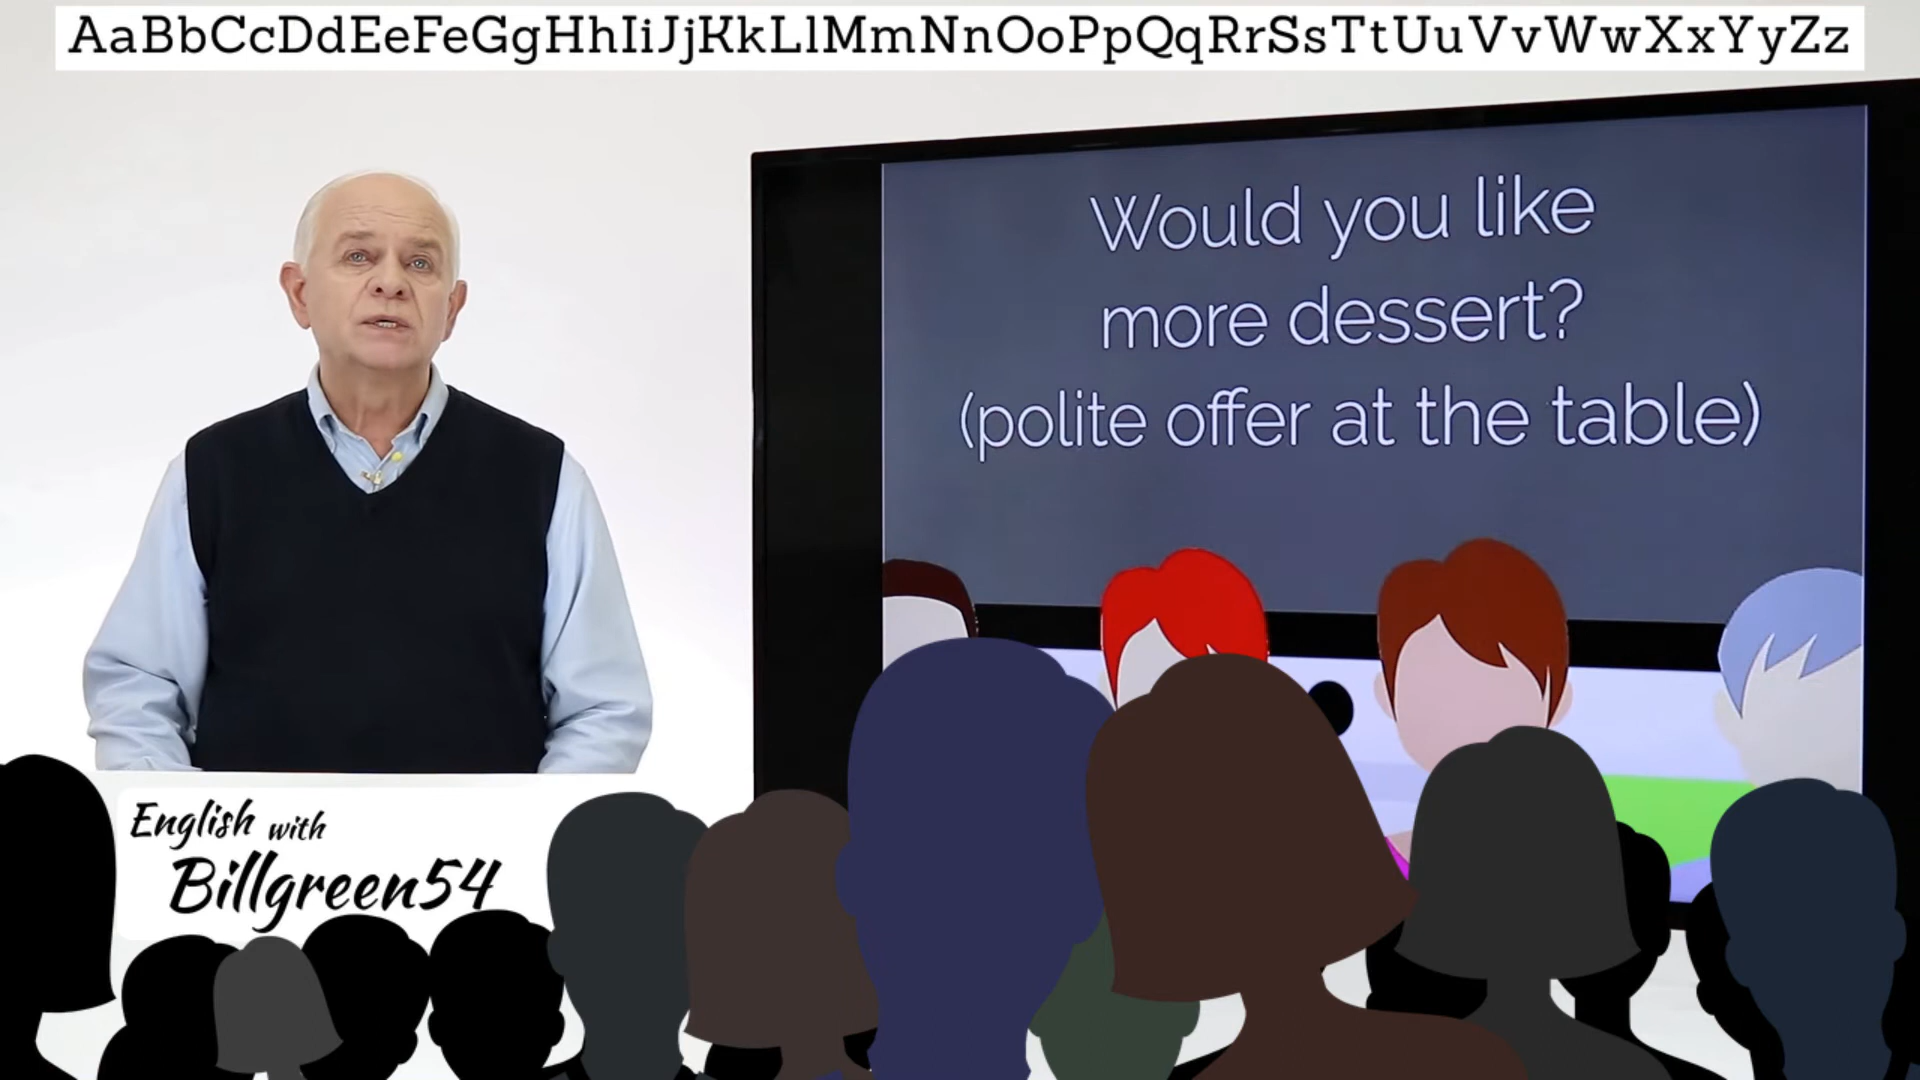 AaBbCcDdEeFeGgHhIiJjKkLlMmNnOoPpQqRrSsTtUuVvWwXxYyZz
Would you like
more dessert?
(polite offer at the table)
English with
Billgreen54